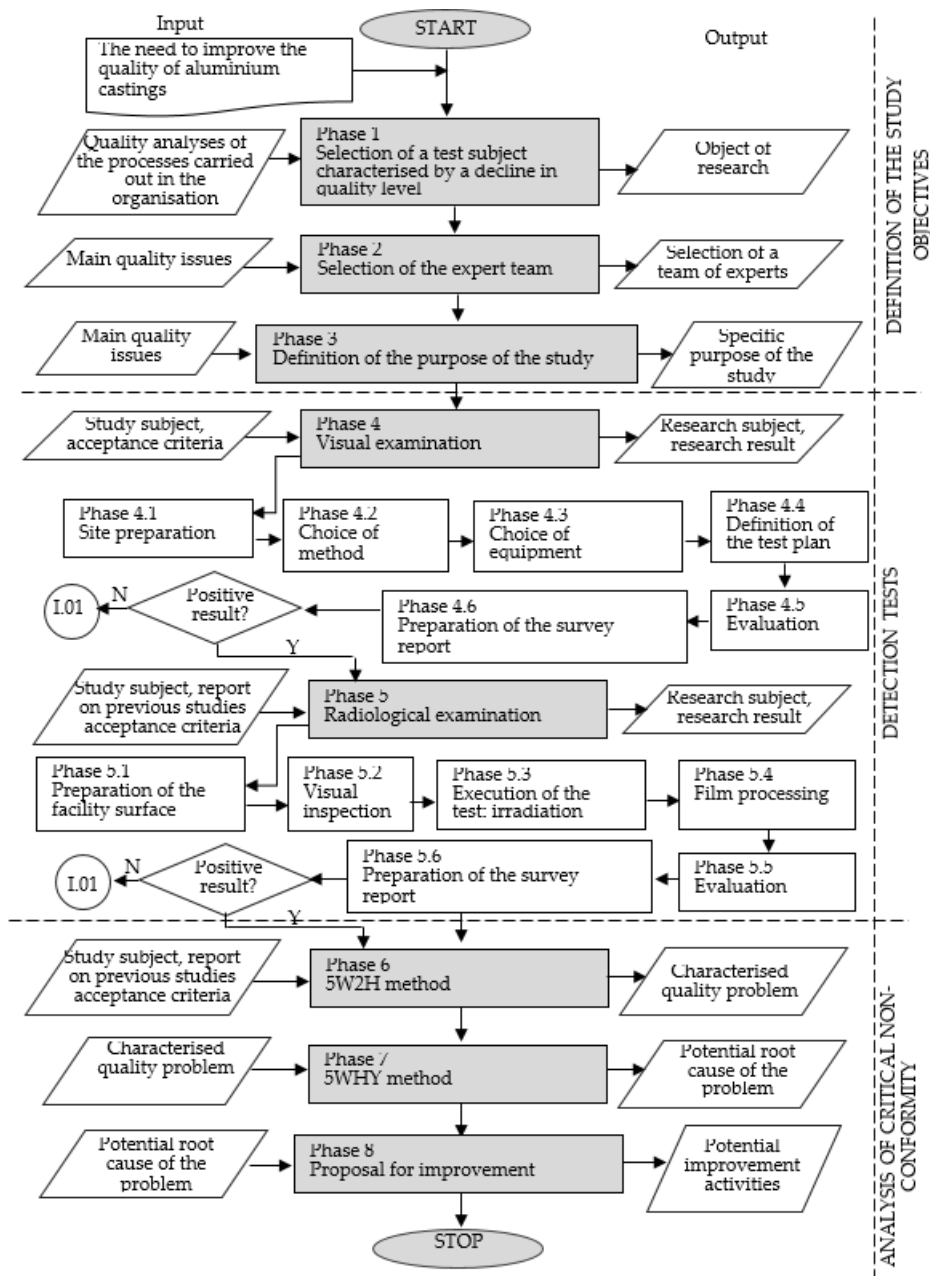 Input
START
Output
The need to improve the
quality of aluminium
castings
Quality analyses of
the processes carried
out in the
organisation
Phase 1
Selection of a test subject
characterised by a decline in
quality level
Object of
research
Main quality issues
Phase 2
Selection of the expert team
Selection of a
team of experts
Main quality
issues
Phase 3
Definition of the purpose of the study
Specific
purpose of the
study
DEFINITION OF THE STUDY
OBJECTIVES
Study subject,
acceptance criteria
Phase 4
Visual examination
Research subject,
research result
Phase 4.1
Site preparation
Phase 4.2
Choice of
method
Phase 4.3
Choice of
equipment
Phase 4.4
Definition of
the test plan
I.01
N
Positive
result?
Y
Phase 4.6
Preparation of the survey
report
Phase 4.5
Evaluation
Study subject, report
on previous studies
acceptance criteria
Phase 5
Radiological examination
Research subject,
research result
Phase 5.1
Preparation of the
facility surface
Phase 5.2
Visual
inspection
Phase 5.3
Execution of the
test: irradiation
Phase 5.4
Film processing
I.01
N
Positive
result?
Y
Phase 5.6
Preparation of the survey
report
Phase 5.5
Evaluation
DETECTION TESTS
Study subject, report
on previous studies
acceptance criteria
Phase 6
5W2H method
Characterised
quality problem
Characterised
quality problem
Phase 7
5WHY method
Potential root
cause of the
problem
Potential root
cause of the
problem
Phase 8
Proposal for improvement
Potential
improvement
activities
STOP
ANALYSIS OF CRITICAL NON-
CONFORMITY